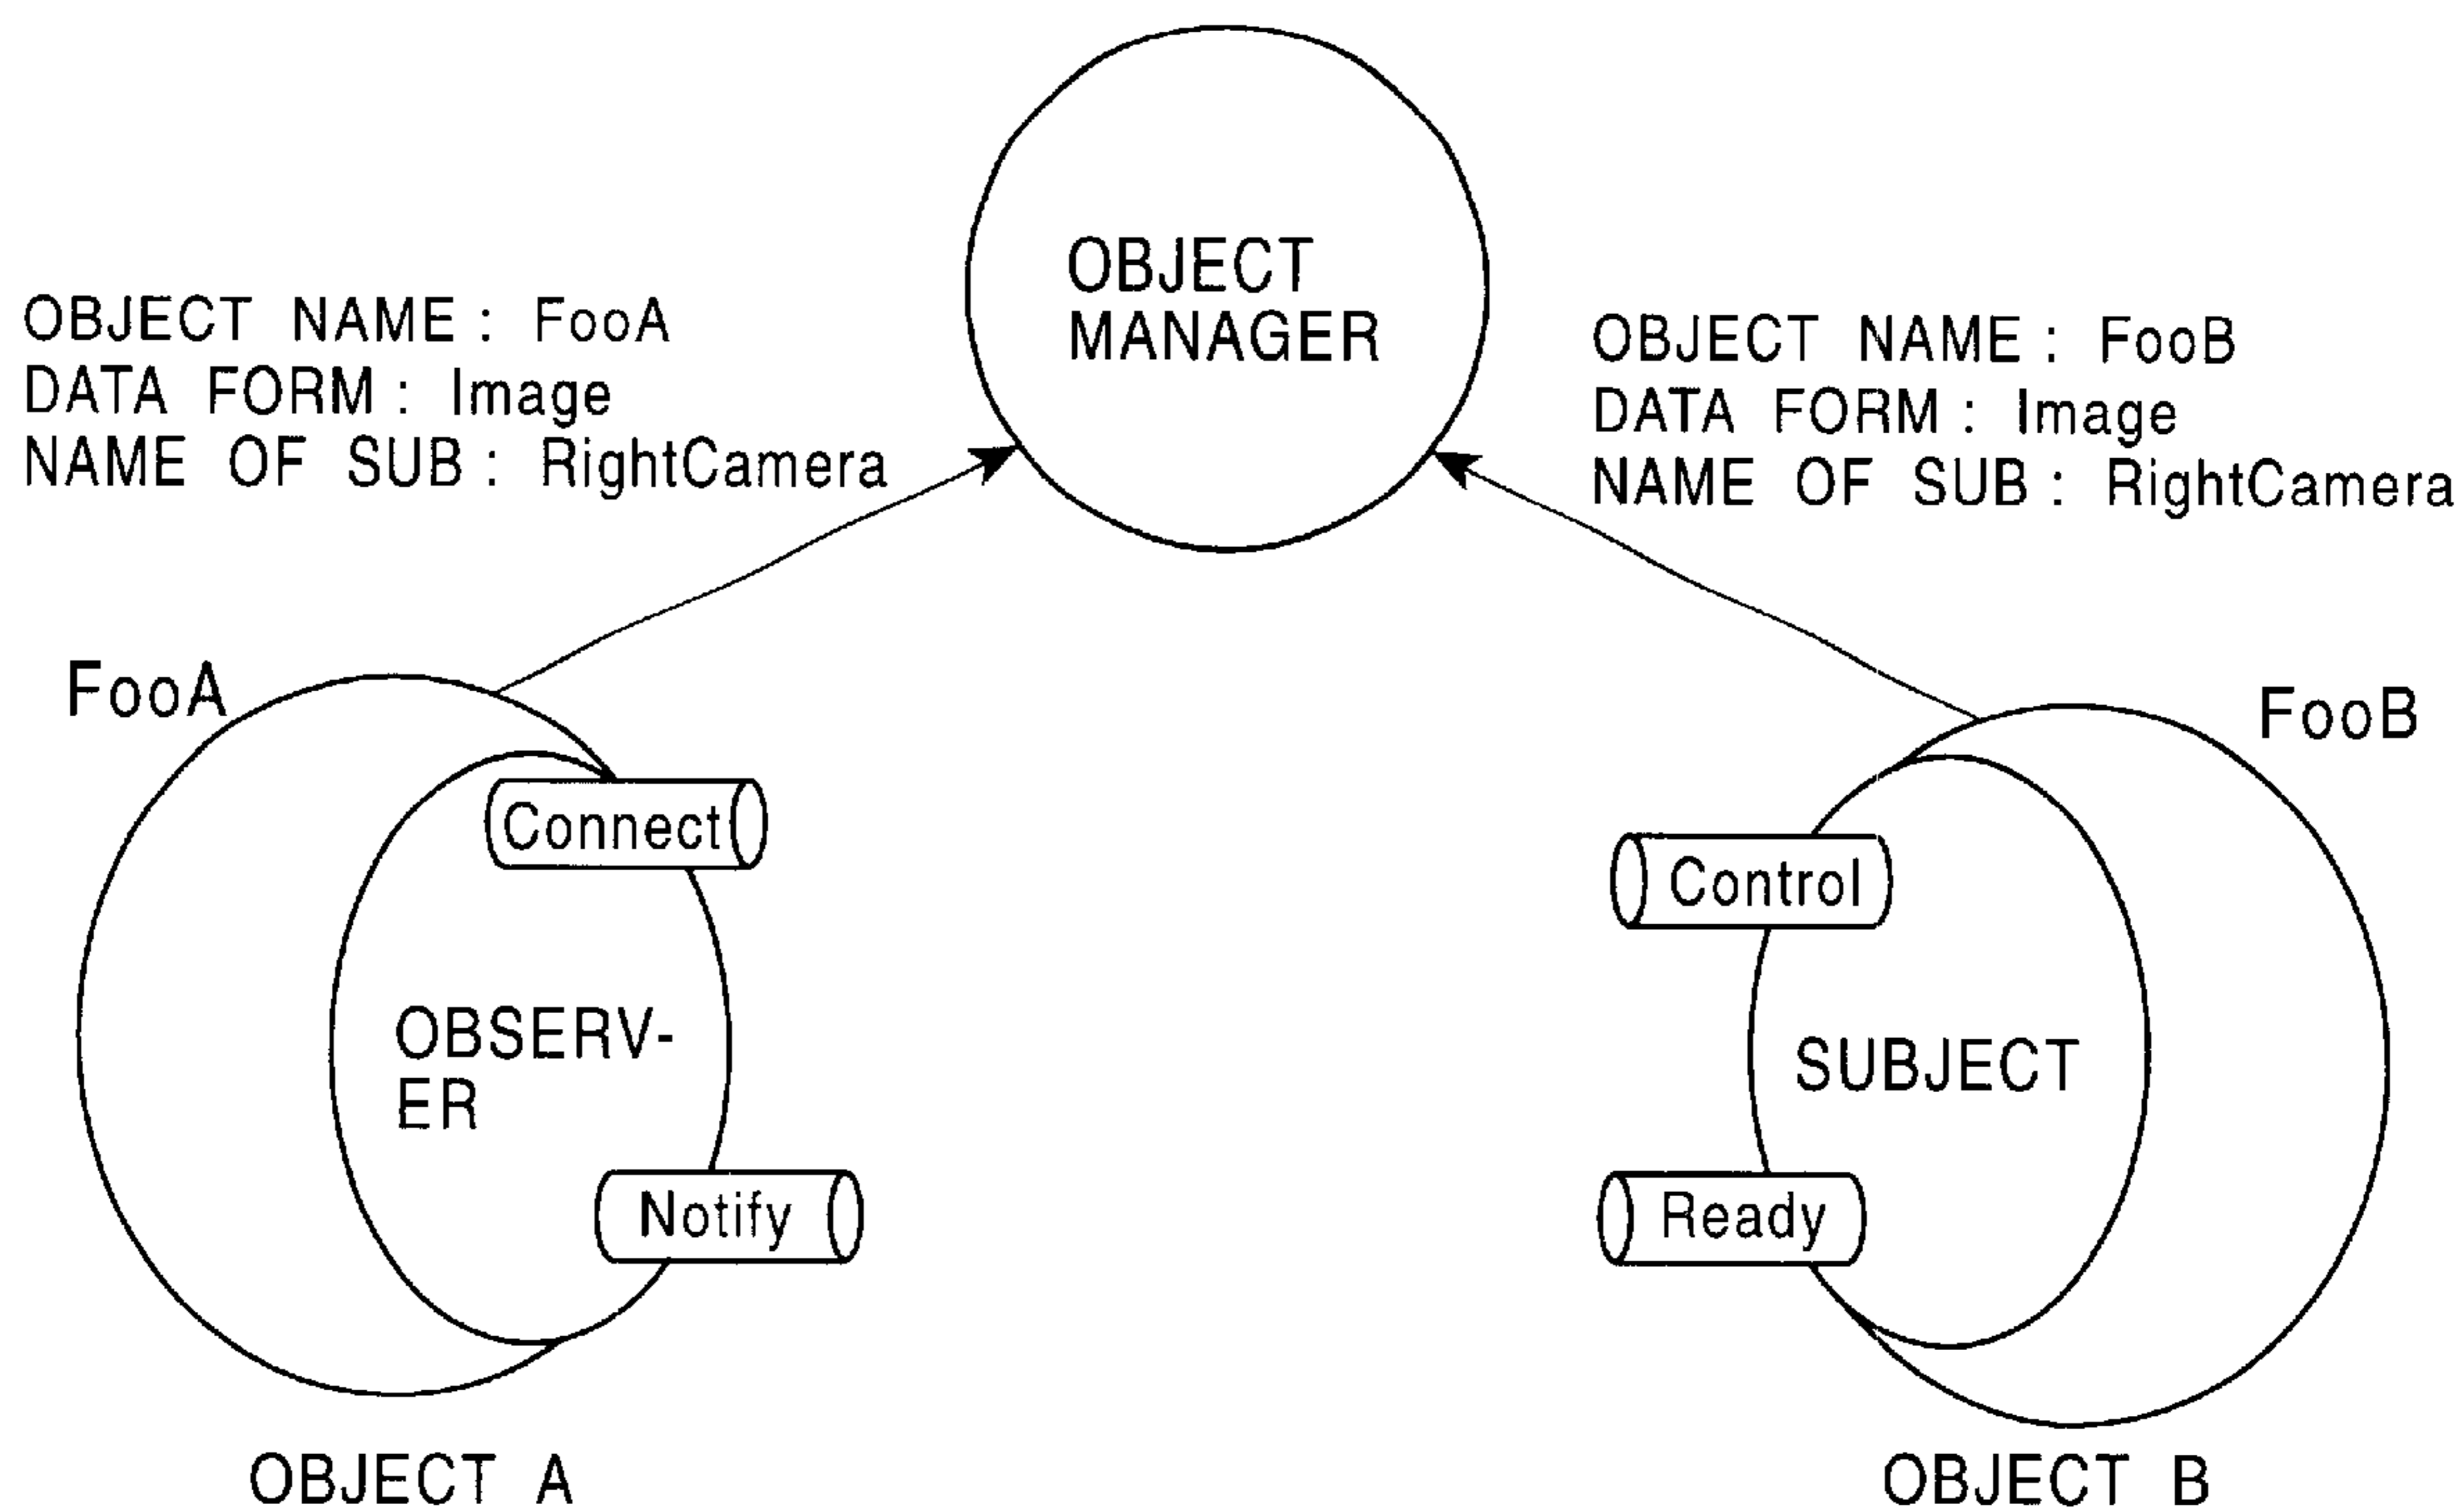 OBJECT
MANAGER
OBJECT NAME : FooA
DATA FORM : Image
NAME OF SUB : RightCamera
OBJECT NAME : FooB
DATA FORM : Image
NAME OF SUB : RightCamera
FooA
Connect
OBSERV-
ER
Notify
OBJECT A
FooB
Control
SUBJECT
Ready
OBJECT B